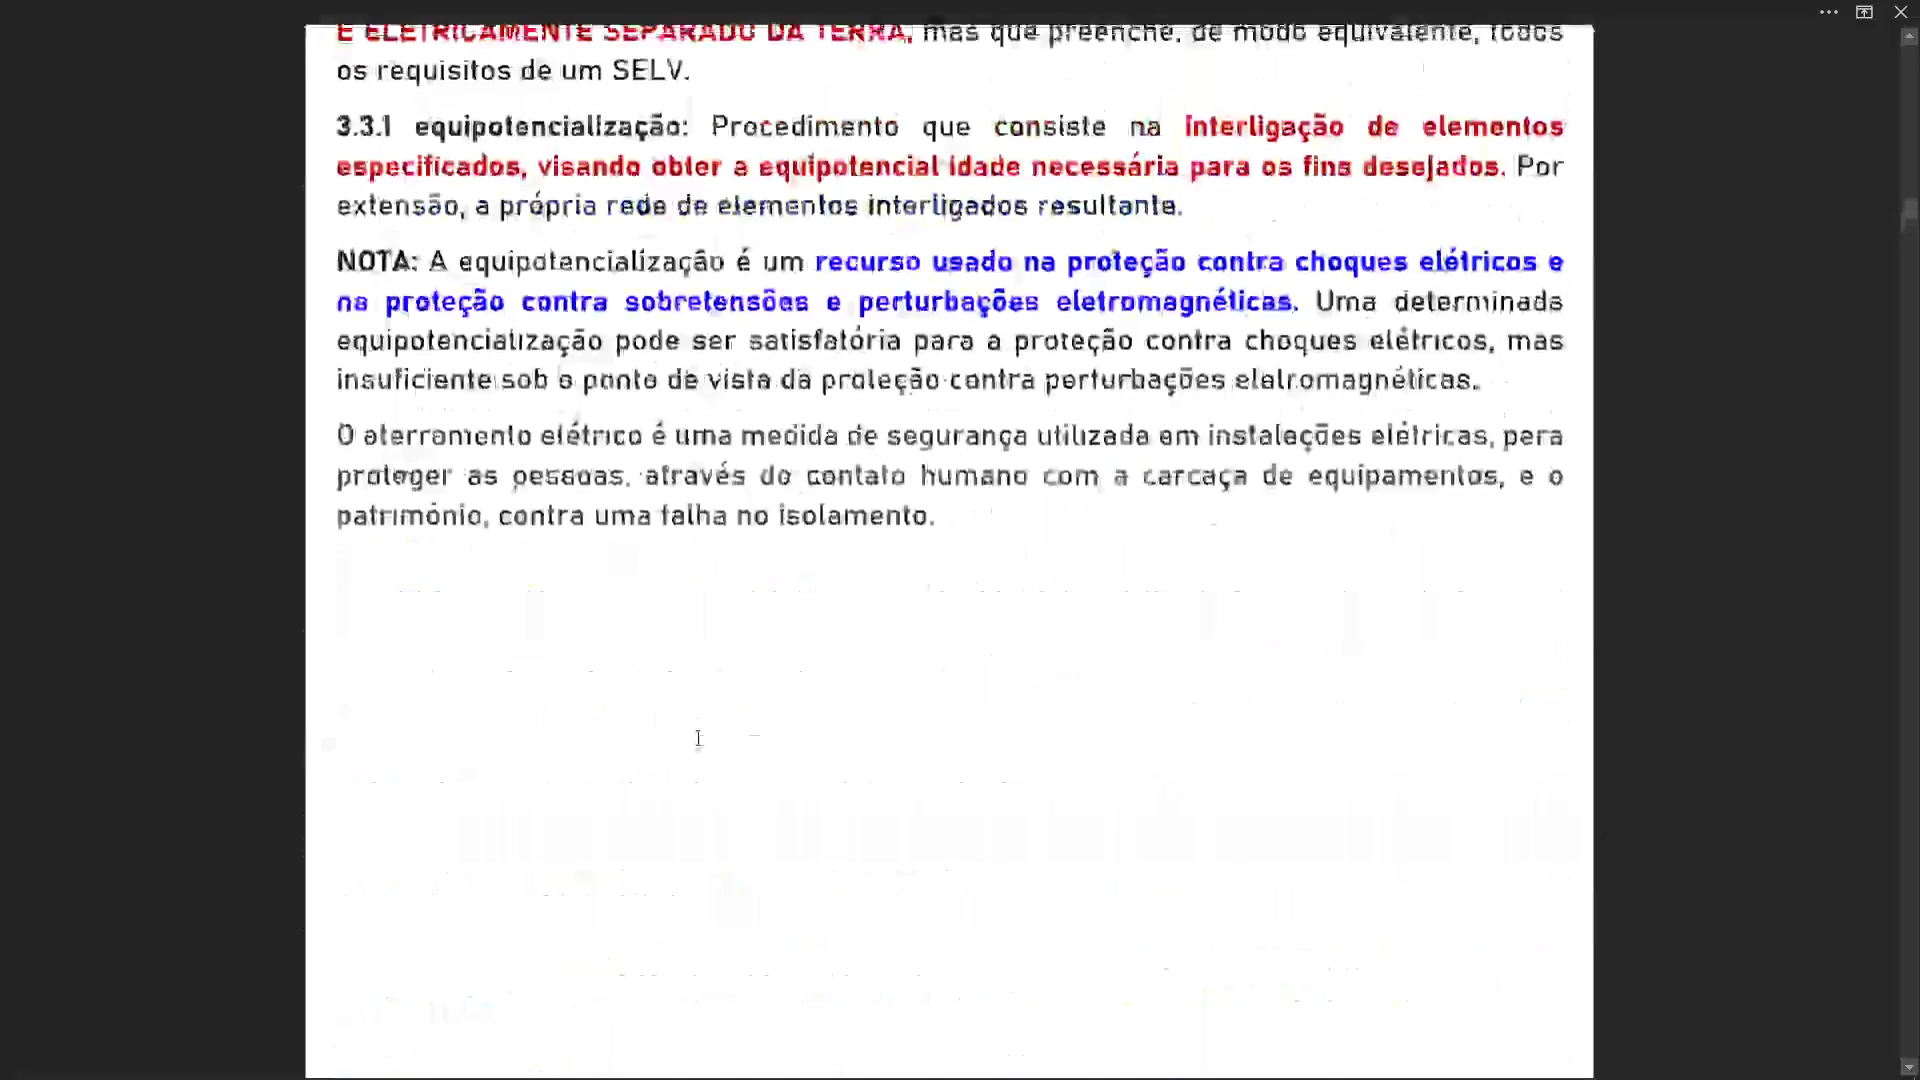 É ELETRICAMENTE SEPARADO DA TERRA, mas que preenche, de modo equivalente, todos
os requisitos de um SELV.
3.3.1 equipotencialização: Procedimento que consiste na interligação de elementos
especificados, visando obter a equipotencial idade necessária para os fins desejados. Por
extensão, a própria rede de elementos interligados resultante.
NOTA: A equipotencialização é um recurso usado na proteção contra choques elétricos e
na proteção contra sobretensões e perturbações eletromagnéticas. Uma determinada
equipotencialização pode ser satisfatória para a proteção contra choques elétricos, mas
insuficiente sob o ponto de vista da proteção contra perturbações eletromagnéticas.
O aterramento elétrico é uma medida de segurança utilizada em instalações elétricas, para
proteger as pessoas, através do contato humano com a carcaça de equipamentos, e o
patrimônio, contra uma falha no isolamento.